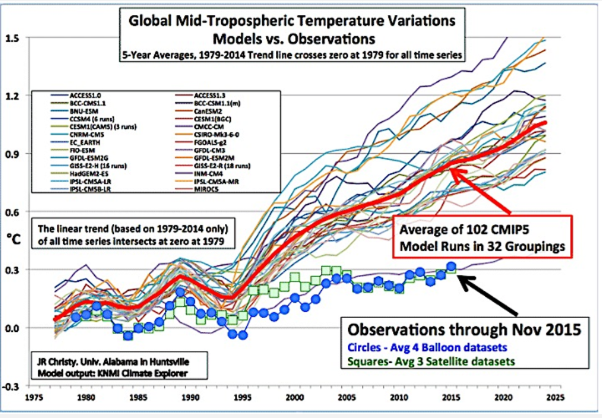 Global Mid-Tropospheric Temperature Variations
Models vs. Observations
5-Year Averages, 1979-2014 Trend line crosses zero at 1979 for all time series
1.5
1.2
0.9
0.6
°C
0.3
0.0
-0.3
ACCESS1.0 ACCESS1.3
BCC-CMS1.1 BCC-CSM1.1(m)
BNU-ESM CanESM2
CCSM4 (6 runs) CESM1(BGC)
CESM1(CAM5) (3 runs) CMCC-CM
CNRM-CM5 CSIRO-Mk3-6-0
EC_EARTH FGOALS-g2
FIO-ESM GFDL-CM3
GFDL-ESM2G GFDL-ESM2M
GISS-E2-H (16 runs) GISS-E2-R (18 runs)
HadGEM2-ES INM-CM4
IPSL-CM5A-LR IPSL-CM5A-MR
IPSL-CM5B-LR MIROC5
The linear trend (based on 1979-2014 only)
of all time series intersects at zero at 1979
Average of 102 CMIP5
Model Runs in 32 Groupings
Observations through Nov 2015
Circles- Avg 4 Balloon datasets
Squares- Avg 3 Satellite datasets
JR Christy. Univ. Alabama in Huntsville
Model output: KNMI Climate Explorer
1975 1980 1985 1990 1995 2000 2005 2010 2015 2020 2025